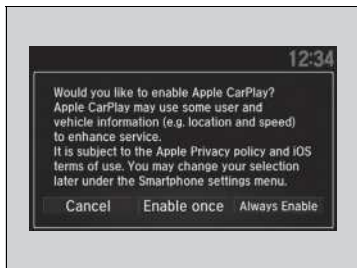 12:34
Would you like to enable Apple CarPlay?
Apple CarPlay may use some user and
vehicle information (e.g. location and speed)
to enhance service.
It is subject to the Apple Privacy policy and iOS
terms of use. You may change your selection
later under the Smartphone settings menu.
Cancel Enable once Always Enable